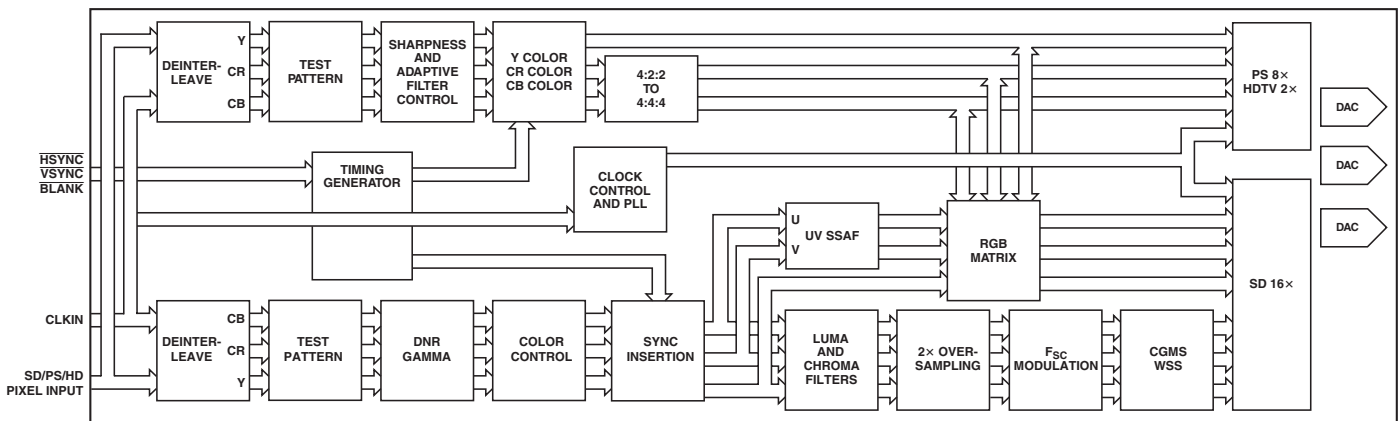 Y
CR
CB
DEINTER-
LEAVE
TEST
PATTERN
SHARPNESS
AND
ADAPTIVE
FILTER
CONTROL
Y COLOR
CR COLOR
CB COLOR
4:2:2
TO
4:4:4
PS 8×
HDTV 2×
DAC
DAC
DAC
HSYNC
VSYNC
BLANK
TIMING
GENERATOR
CLOCK
CONTROL
AND PLL
U
V
UV SSAF
RGB
MATRIX
SD 16×
CLKIN
SD/PS/HD
PIXEL INPUT
DEINTER-
LEAVE
CB
CR
Y
TEST
PATTERN
DNR
GAMMA
COLOR
CONTROL
SYNC
INSERTION
LUMA
AND
CHROMA
FILTERS
2× OVER-
SAMPLING
FSC
MODULATION
CGMS
WSS